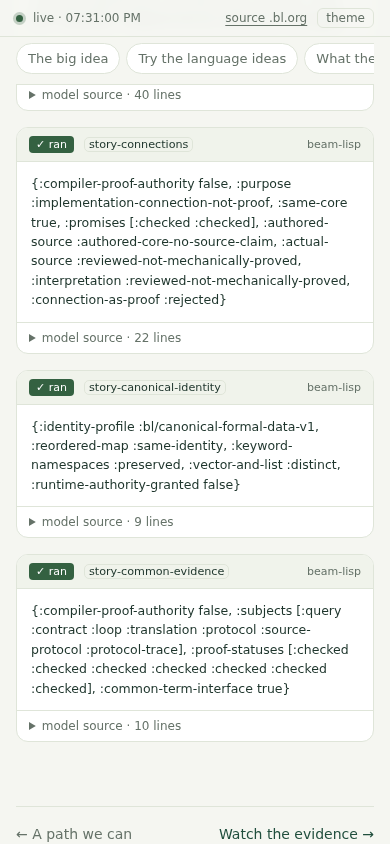 live · 07:31:00 PM source .bl.org theme
The big idea Try the language ideas What the
▶ model source · 40 lines
✓ ran story-connections beam-lisp
{:compiler-proof-authority false, :purpose
:implementation-connection-not-proof, :same-core
true, :promises [:checked :checked], :authored-
source :authored-core-no-source-claim, :actual-
source :reviewed-not-mechanically-proved,
:interpretation :reviewed-not-mechanically-proved,
:connection-as-proof :rejected}
▶ model source · 22 lines
✓ ran story-canonical-identity beam-lisp
{:identity-profile :bl/canonical-formal-data-v1,
:reordered-map :same-identity, :keyword-
namespaces :preserved, :vector-and-list :distinct,
:runtime-authority-granted false}
▶ model source · 9 lines
✓ ran story-common-evidence beam-lisp
{:compiler-proof-authority false, :subjects [:query
:contract :loop :translation :protocol :source-
protocol :protocol-trace], :proof-statuses [:checked
:checked :checked :checked :checked :checked
:checked], :common-term-interface true}
▶ model source · 10 lines
← A path we can Watch the evidence →